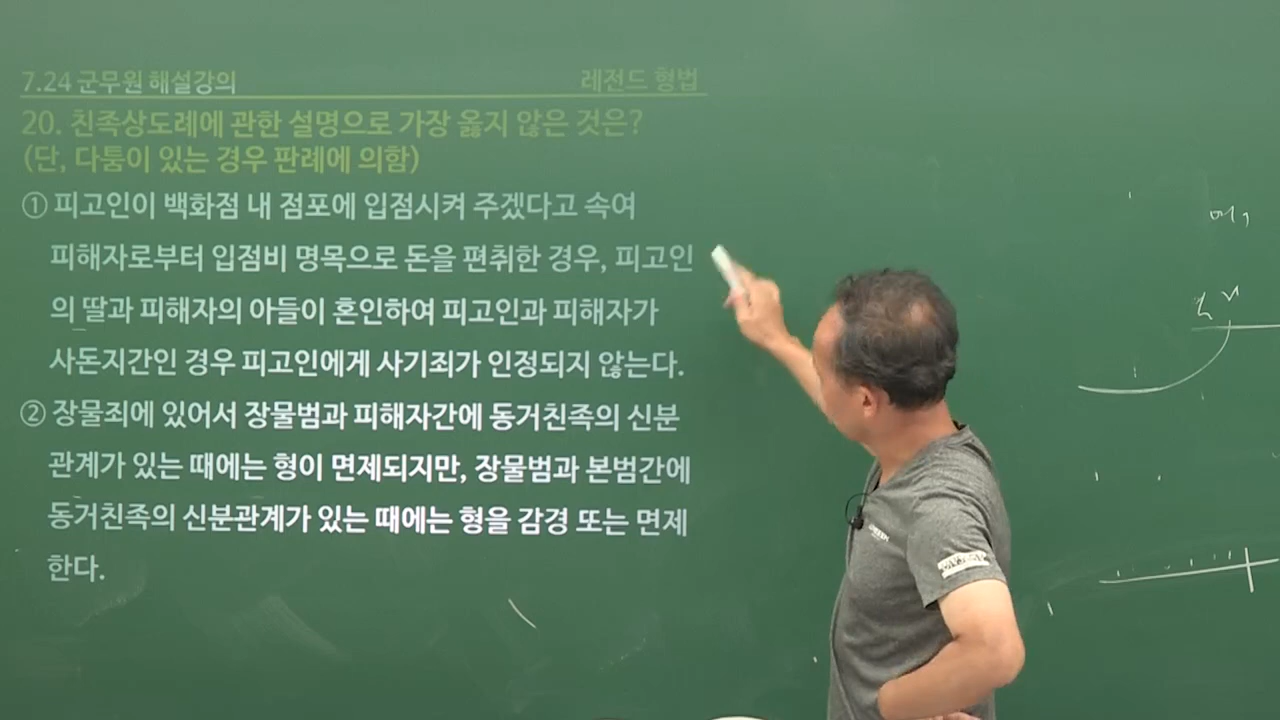 7.24 군무원 해설강의 레전드 형법
20. 친족상도례에 관한 설명으로 가장 옳지 않은 것은?
(단, 다툼이 있는 경우 판례에 의함)
① 피고인이 백화점 내 점포에 입점시켜 주겠다고 속여
피해자로부터 입점비 명목으로 돈을 편취한 경우, 피고인
의 딸과 피해자의 아들이 혼인하여 피고인과 피해자가
사돈지간인 경우 피고인에게 사기죄가 인정되지 않는다.
② 장물죄에 있어서 장물범과 피해자간에 동거친족의 신분
관계가 있는 때에는 형이 면제되지만, 장물범과 본범간에
동거친족의 신분관계가 있는 때에는 형을 감경 또는 면제
한다.